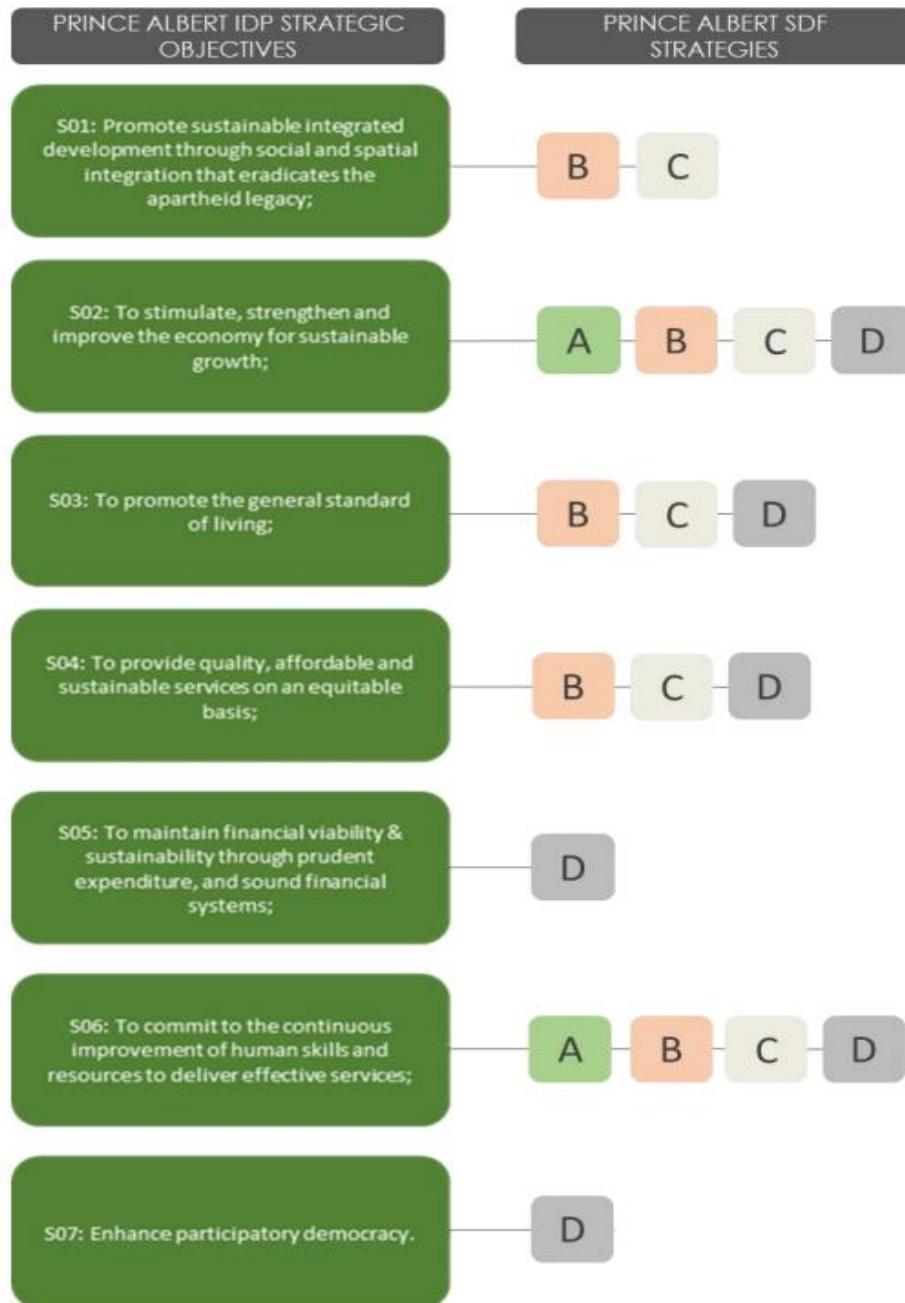 PRINCE ALBERT IDP STRATEGIC
OBJECTIVES
PRINCE ALBERT SDF
STRATEGIES
S01: Promote sustainable integrated
development through social and spatial
integration that eradicates the
apartheid legacy;
B C
S02: To stimulate, strengthen and
improve the economy for sustainable
growth;
A B C D
S03: To promote the general standard
of living;
B C D
S04: To provide quality, affordable and
sustainable services on an equitable
basis;
B C D
S05: To maintain financial viability &
sustainability through prudent
expenditure, and sound financial
systems;
D
S06: To commit to the continuous
improvement of human skills and
resources to deliver effective services;
A B C D
S07: Enhance participatory democracy.
D